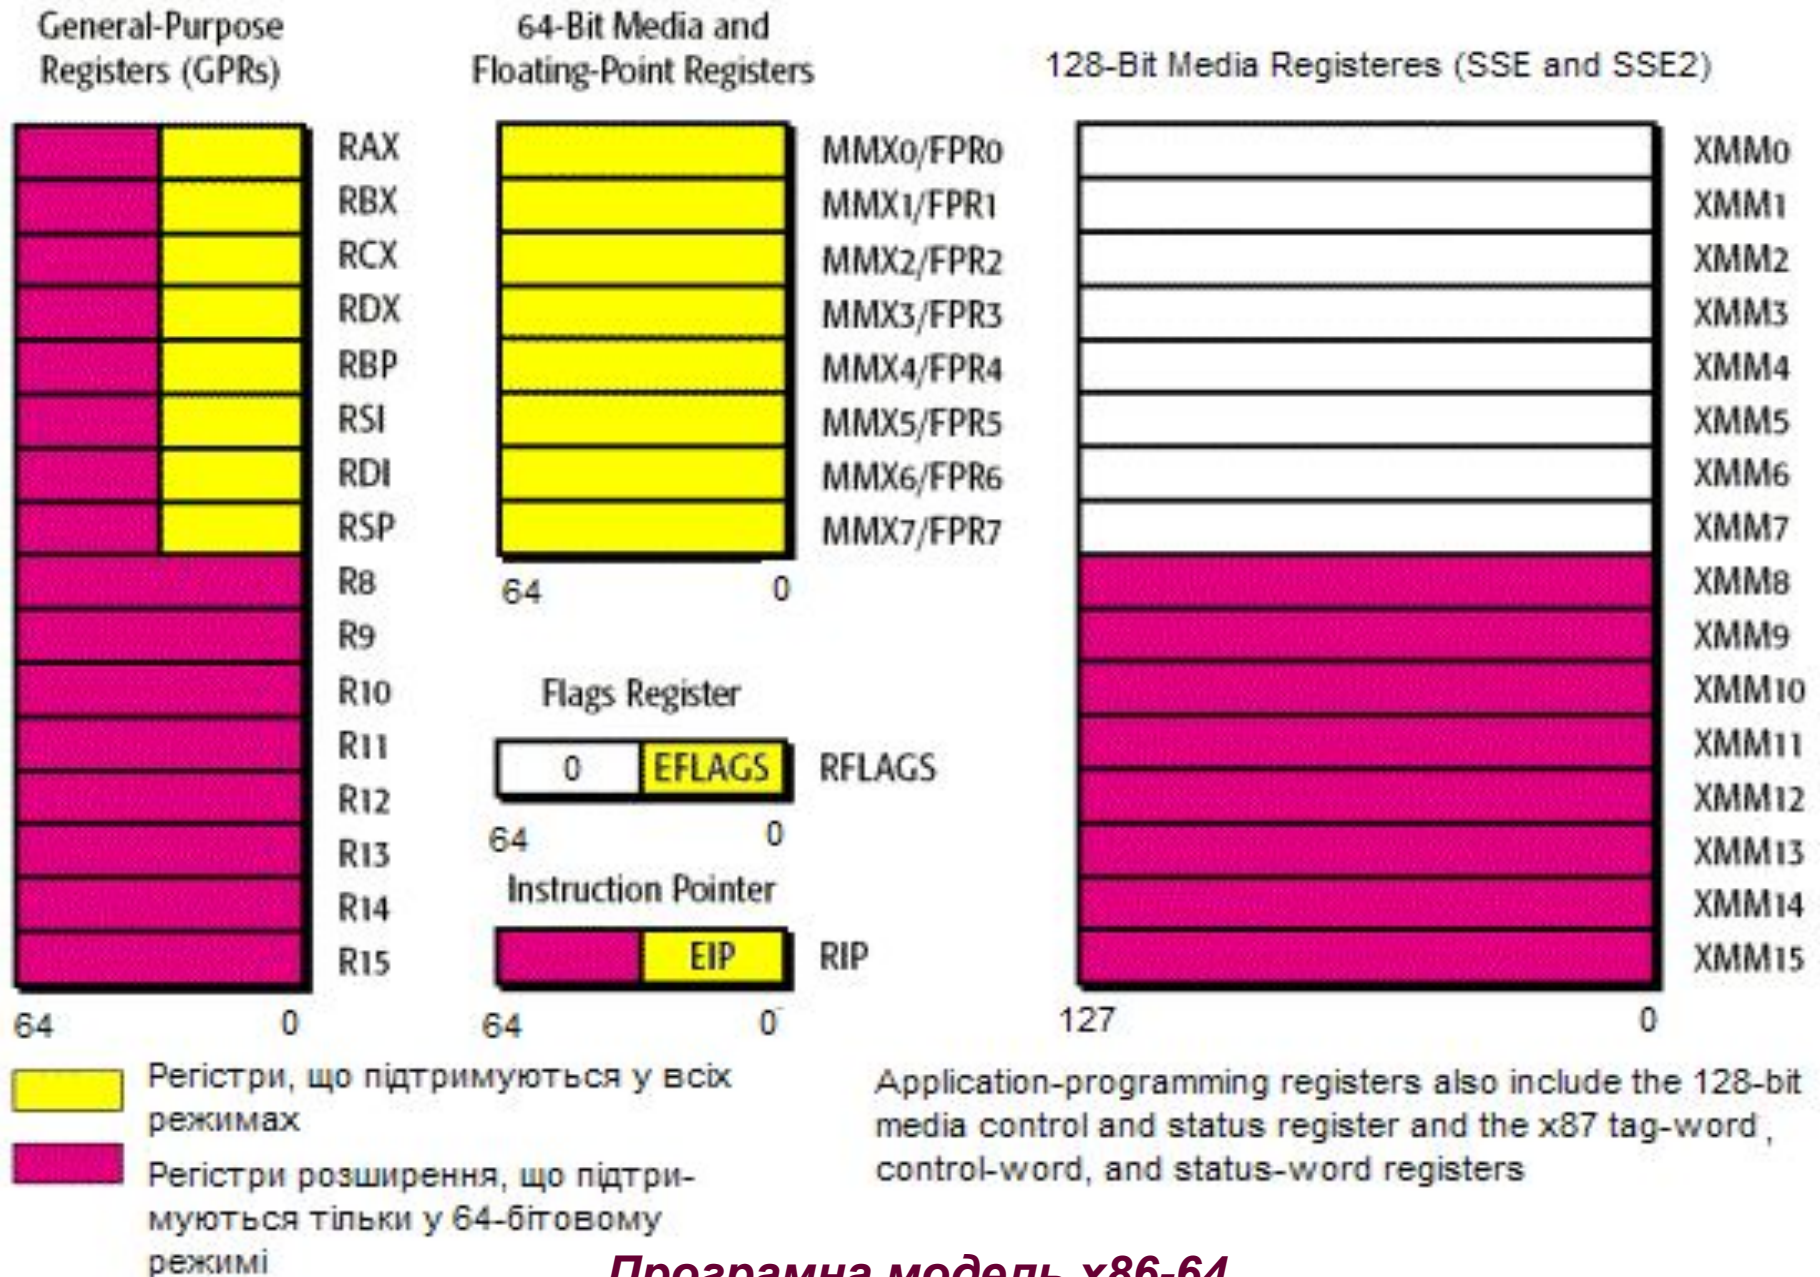 General-Purpose
Registers (GPRs)
RAX
RBX
RCX
RDX
RBP
RSI
RDI
RSP
R8
R9
R10
R11
R12
R13
R14
R15
64 0
64-Bit Media and
Floating-Point Registers
MMX0/FPR0
MMX1/FPR1
MMX2/FPR2
MMX3/FPR3
MMX4/FPR4
MMX5/FPR5
MMX6/FPR6
MMX7/FPR7
64 0
Flags Register
0 EFLAGS RFLAGS
64 0
Instruction Pointer
EIP RIP
64 0
128-Bit Media Registeres (SSE and SSE2)
XMM0
XMM1
XMM2
XMM3
XMM4
XMM5
XMM6
XMM7
XMM8
XMM9
XMM10
XMM11
XMM12
XMM13
XMM14
XMM15
127 0
Регістри, що підтримуються у всіх
режимах
Регістри розширення, що підтри-
муються тільки у 64-бітовому
режимі
Application-programming registers also include the 128-bit
media control and status register and the x87 tag-word ,
control-word, and status-word registers
Програмна модель x86-64